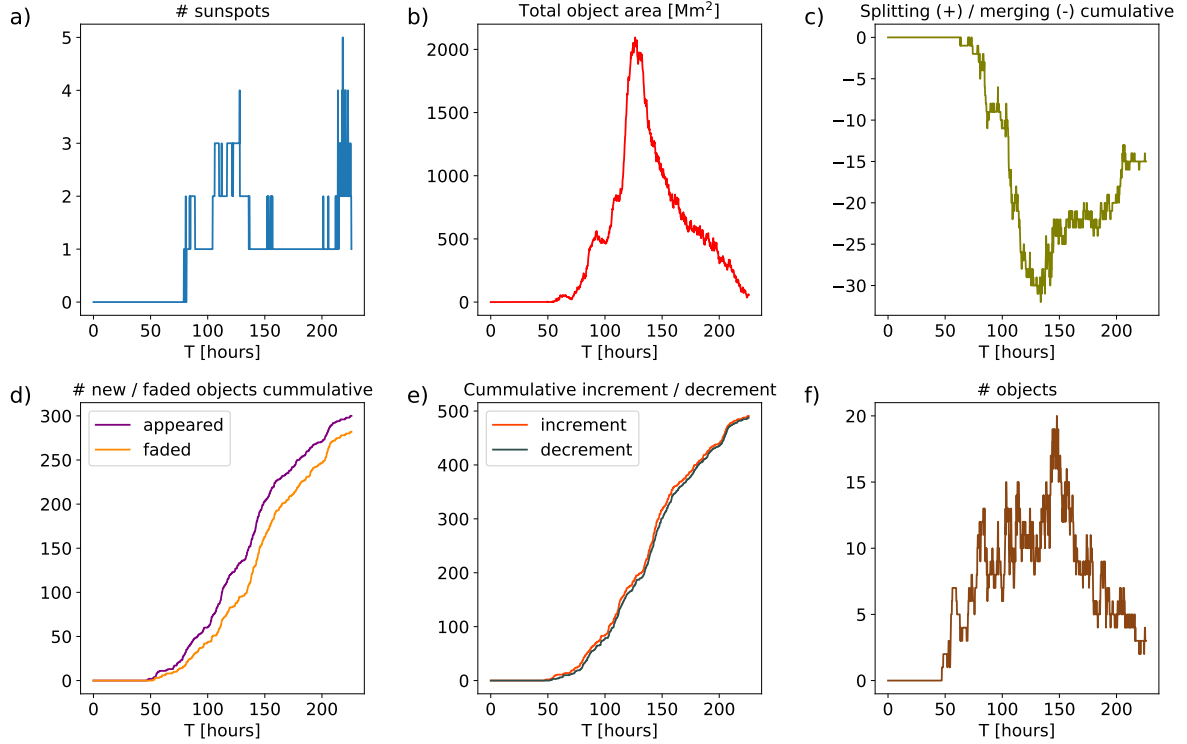 a)
# sunspots
5
4
3
2
1
0
0 50 100 150 200
T [hours]
b)
Total object area [Mm²]
2000
1500
1000
500
0
0 50 100 150 200
T [hours]
c)
Splitting (+) / merging (-) cumulative
0
−5
−10
−15
−20
−25
−30
0 50 100 150 200
T [hours]
d)
# new / faded objects cummulative
appeared
faded
300
250
200
150
100
50
0
0 50 100 150 200
T [hours]
e)
Cummulative increment / decrement
increment
decrement
500
400
300
200
100
0
0 50 100 150 200
T [hours]
f)
# objects
20
15
10
5
0
0 50 100 150 200
T [hours]